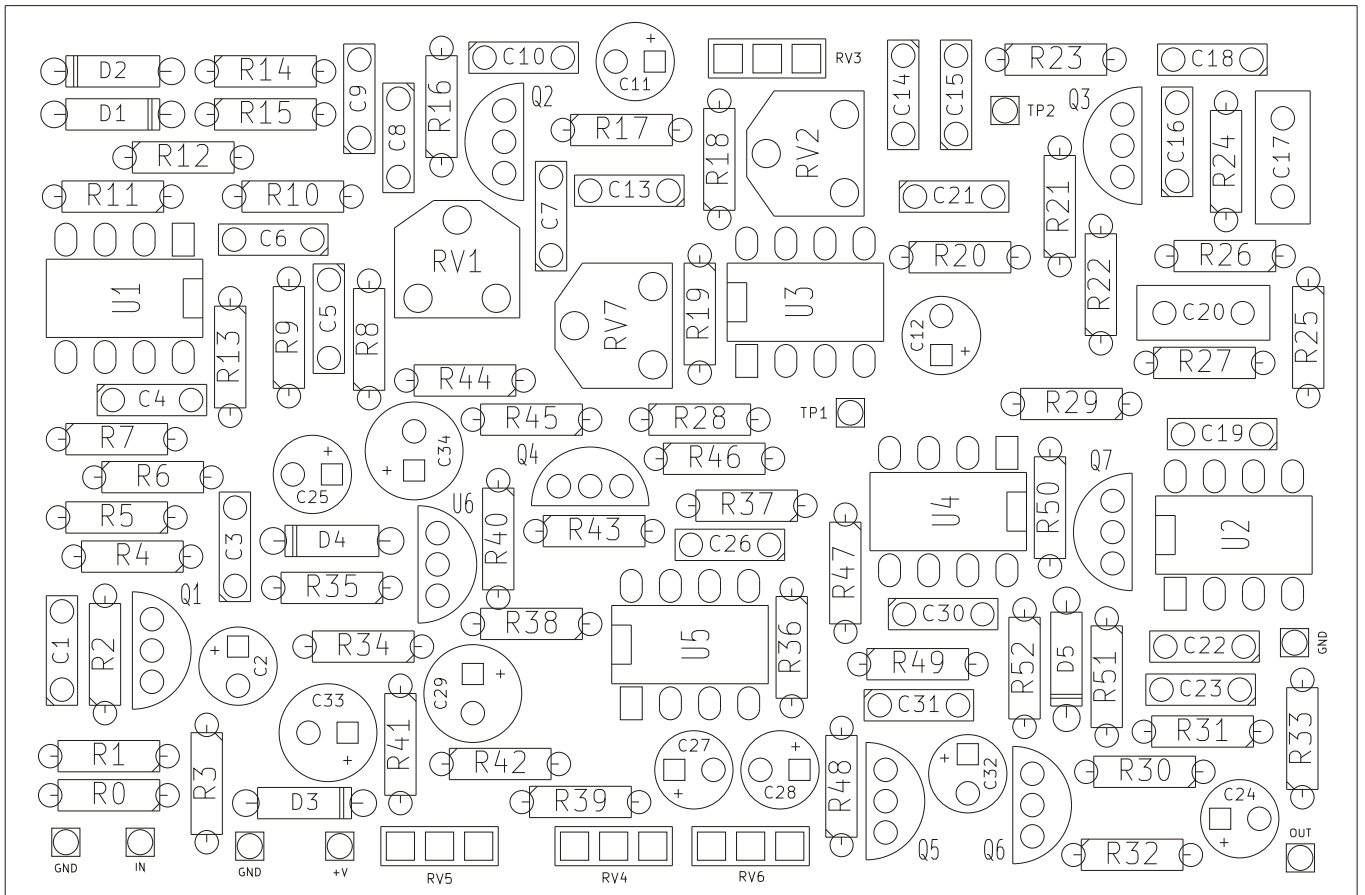 D2 R14 C9 R16 C10 + C11 RV3 C14 C15 R23 C18
D1 R15 C8 Q2 R17 R18 RV2 TP2 Q3 C16 R24 C17
R12
R11 R10 C7 C13 C21 R21
C6 RV1 R20 R22 R26
U1 R13 R9 C5 R8 RV7 R19 U3 C12 + C20 R25
R44 R27
C4 R45 R28 TP1 R29
R7 + C25 + C34 Q4 R46 C19
R6 U6 R37 U4 R50 Q7 U2
R5 C3 D4 R40 R43 C26 R47
R4 R35
Q1 R38 R36 C30
C1 R2 + C2 R34 U5 R49 R52 D5 R51 C22 GND
C33 + C29 + C31 C23
R1 R3 R41 R42 C27 + C28 + R48 + C32 R31 R33
R0 D3 R39 R30 C24 +
GND IN GND +V RV5 RV4 RV6 Q5 Q6 R32 OUT